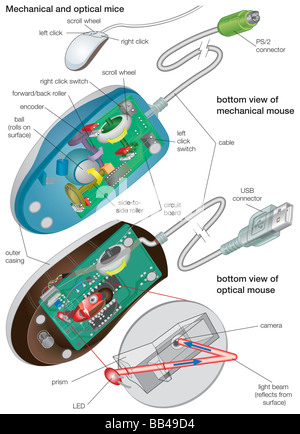 Mechanical and optical mice
scroll wheel
left click
right click
PS/2
connector
scroll wheel
right click switch
forward/back roller
encoder
ball
(rolls on
surface)
bottom view of
mechanical mouse
left
click
switch
cable
side-to-
side roller
circuit
board
USB
connector
outer
casing
bottom view of
optical mouse
camera
prism
LED
light beam
(reflects from
surface)
alamy stock photo
BB49D4